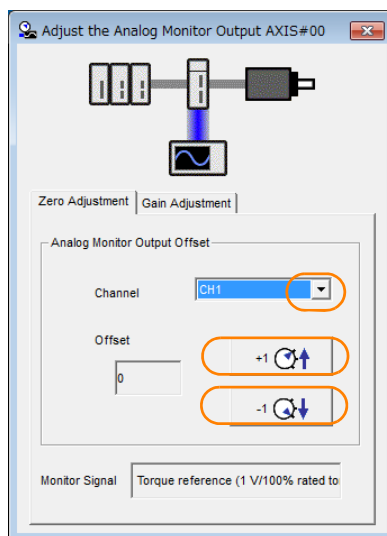 Adjust the Analog Monitor Output AXIS#00
Zero Adjustment Gain Adjustment
Analog Monitor Output Offset
Channel CH1
Offset
0
+1
-1
Monitor Signal Torque reference (1 V/100% rated to